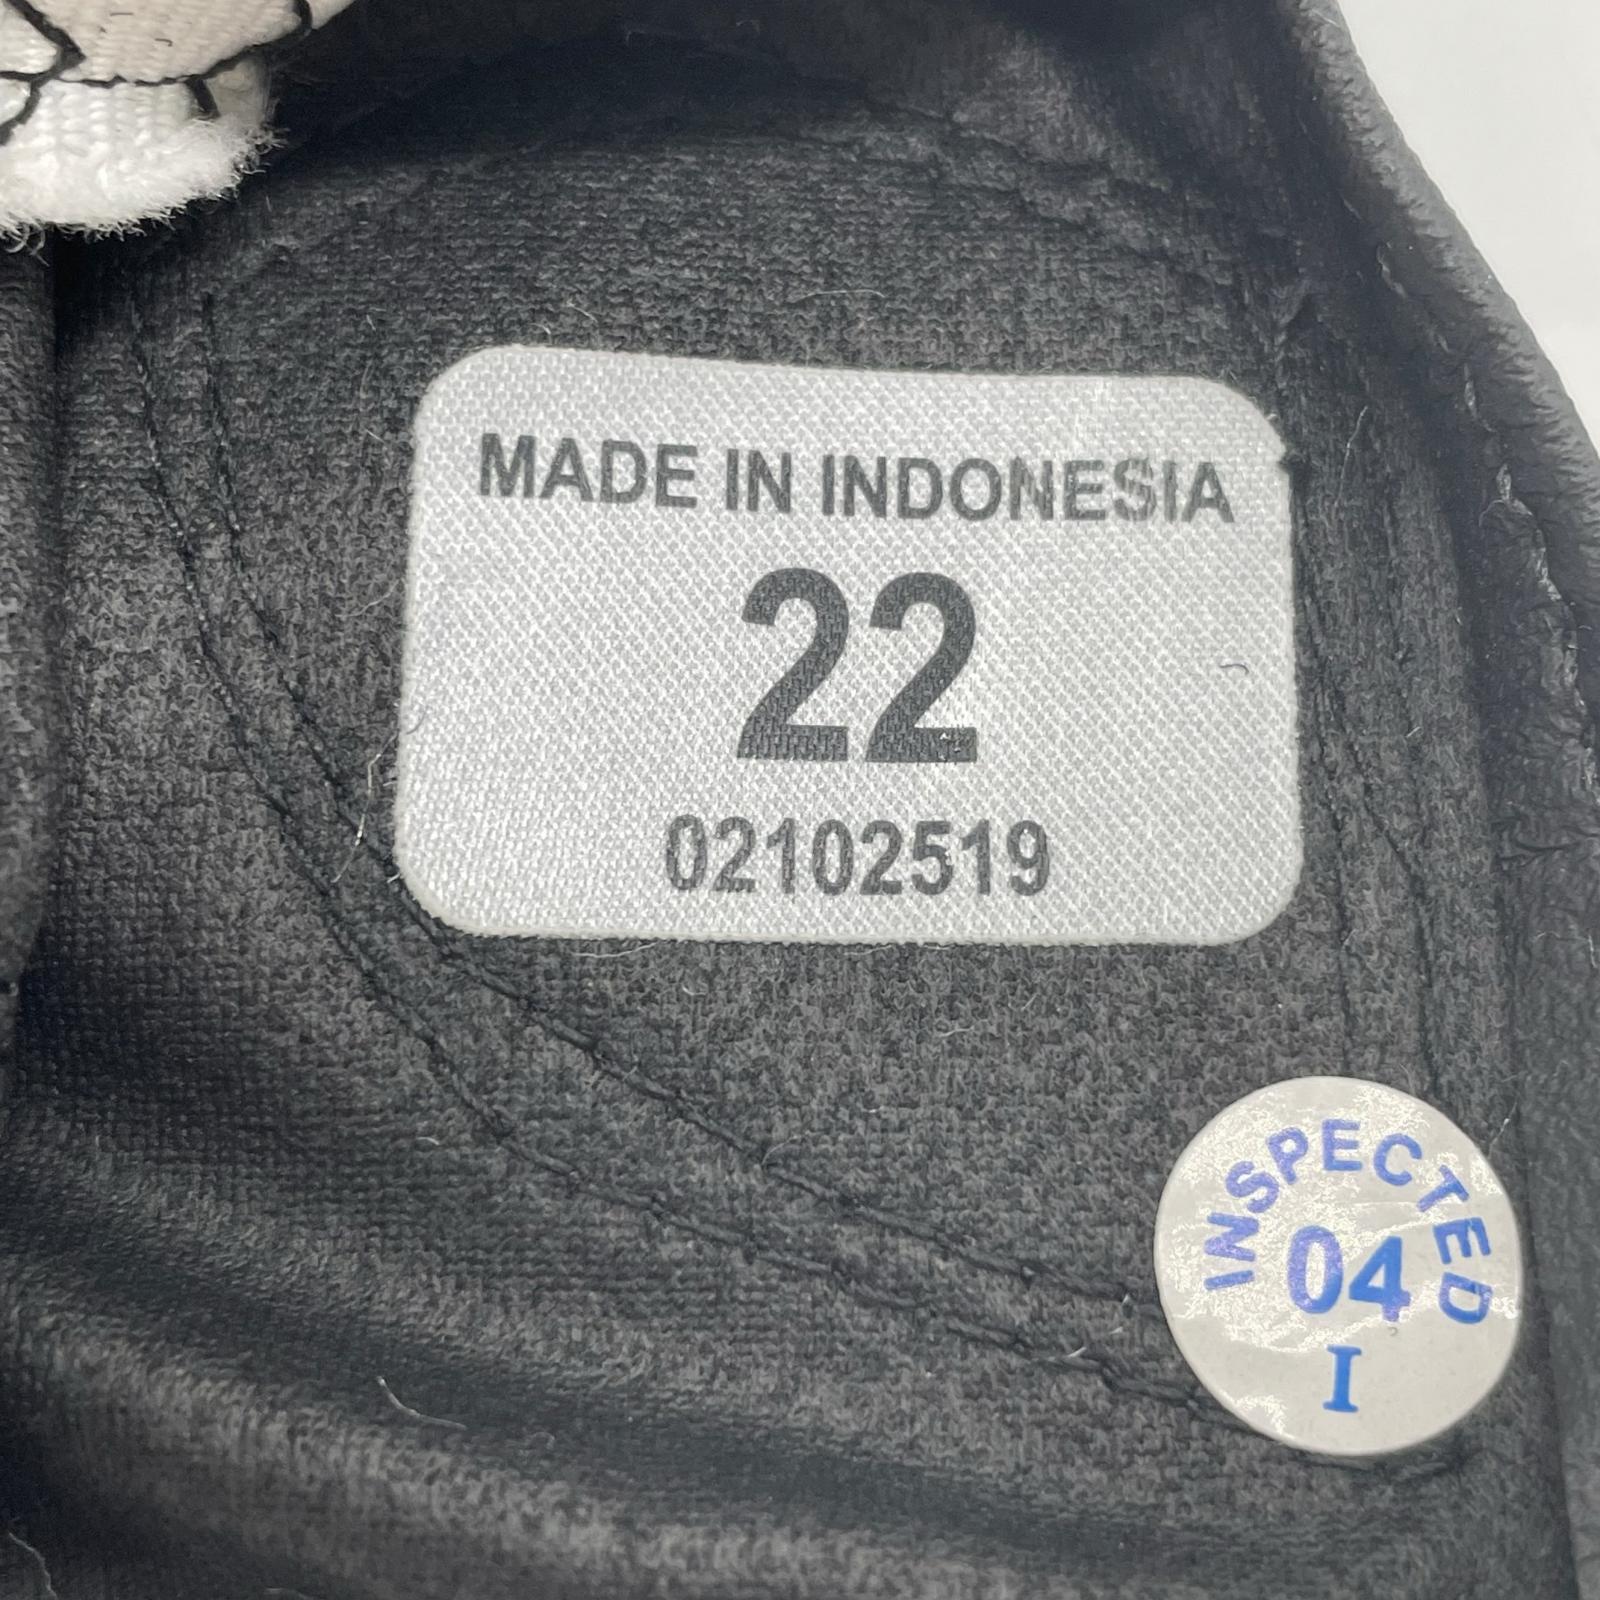 MADE IN INDONESIA
22
02102519
INSPECTED
04
I